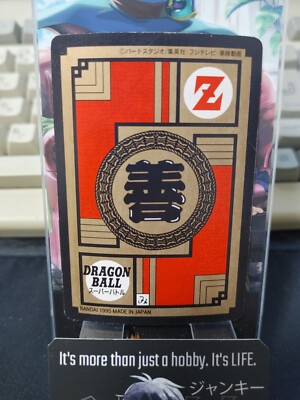 ©バードスタジオ/集英社 フジテレビ 東映動画
Z
善
DRAGON
BALL
スーパーバトル
BANDAI 1995 MADE IN JAPAN
It's more than just a hobby. It's LIFE.
ジャンキー